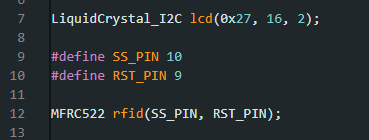 7 LiquidCrystal_I2C lcd(0x27, 16, 2);
8
9 #define SS_PIN 10
10 #define RST_PIN 9
11
12 MFRC522 rfid(SS_PIN, RST_PIN);
13